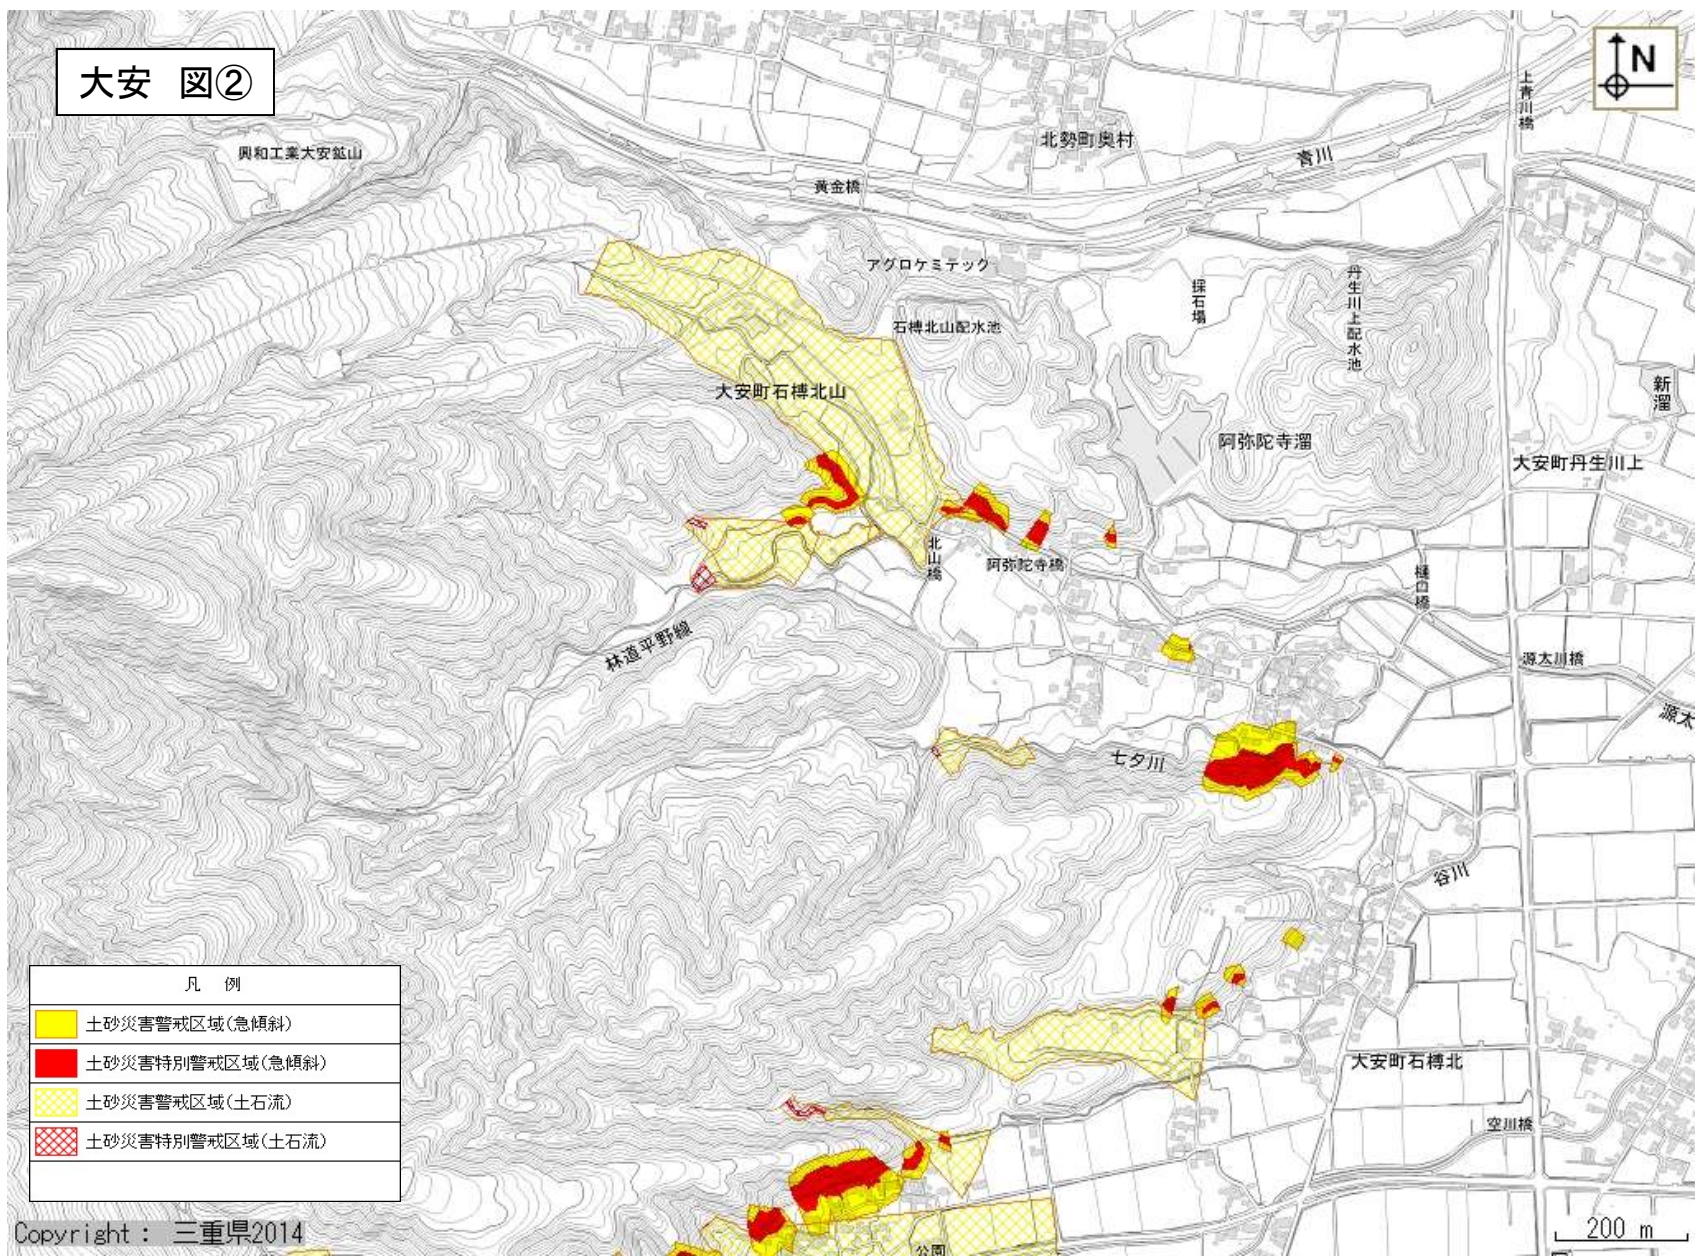 大安 図②
N
上青川橋
興和工業大安鉱山
北勢町奥村
青川
黄金橋
アグロケミテック
採石場
丹生川上配水池
石榑北山配水池
大安町石榑北山
新溜
阿弥陀寺溜
大安町丹生川上
北山橋
阿弥陀寺橋
樋口橋
林道平野線
源太川橋
源太
七夕川
谷川
凡 例
土砂災害警戒区域(急傾斜)
土砂災害特別警戒区域(急傾斜)
土砂災害警戒区域(土石流)
土砂災害特別警戒区域(土石流)
大安町石榑北
空川橋
公園
Copyright : 三重県2014
200 m